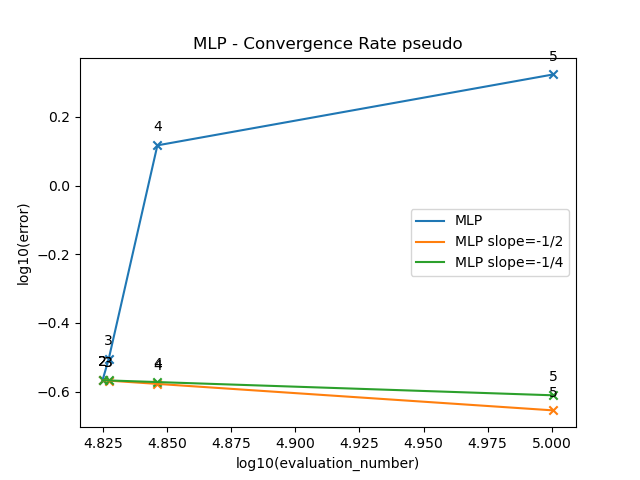 MLP - Convergence Rate pseudo
log10(error)
0.2
0.0
−0.2
−0.4
−0.6
5
4
3
2
2
3
3
4
4
5
5
MLP
MLP slope=-1/2
MLP slope=-1/4
4.825 4.850 4.875 4.900 4.925 4.950 4.975 5.000
log10(evaluation_number)